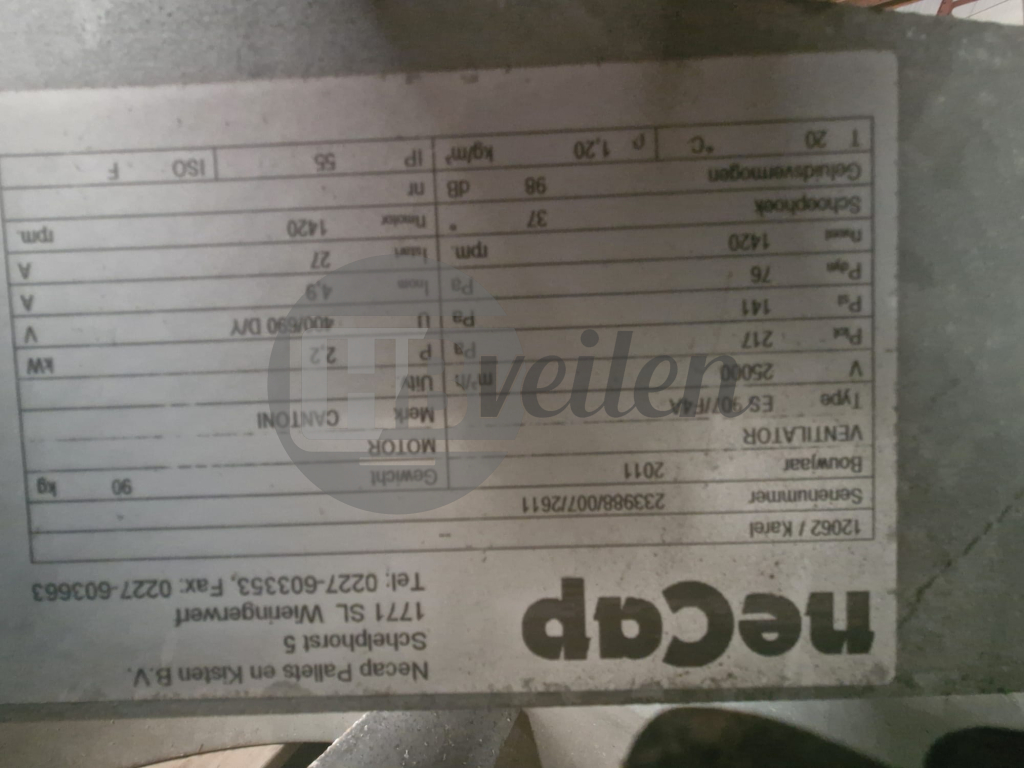 neCap
Necap Pallets en Kisten B.V.
Schelphorst 5
1771 SL Wieringerwerf
Tel: 0227-603353, Fax: 0227-603663
12062 / Karel -
Serienummer 233988/007/2611
Bouwjaar 2011 Gewicht 90 kg
VENTILATOR MOTOR
Type ES 907/F4A Merk CANTONI
V 25000 m³/h Uitv
Ptot 217 Pa P 2,2 kW
Pst 141 Pa U 400/690 D/Y V
Pdyn 76 Pa Inom 4,9 A
1420 rpm. Istart 27 A
Schoephoek 37 ° nmotor 1420 rpm.
Geluidsvermogen 98 dB nr
T 20 °C ρ 1,20 kg/m³ IP 55 ISO F
HT veilen